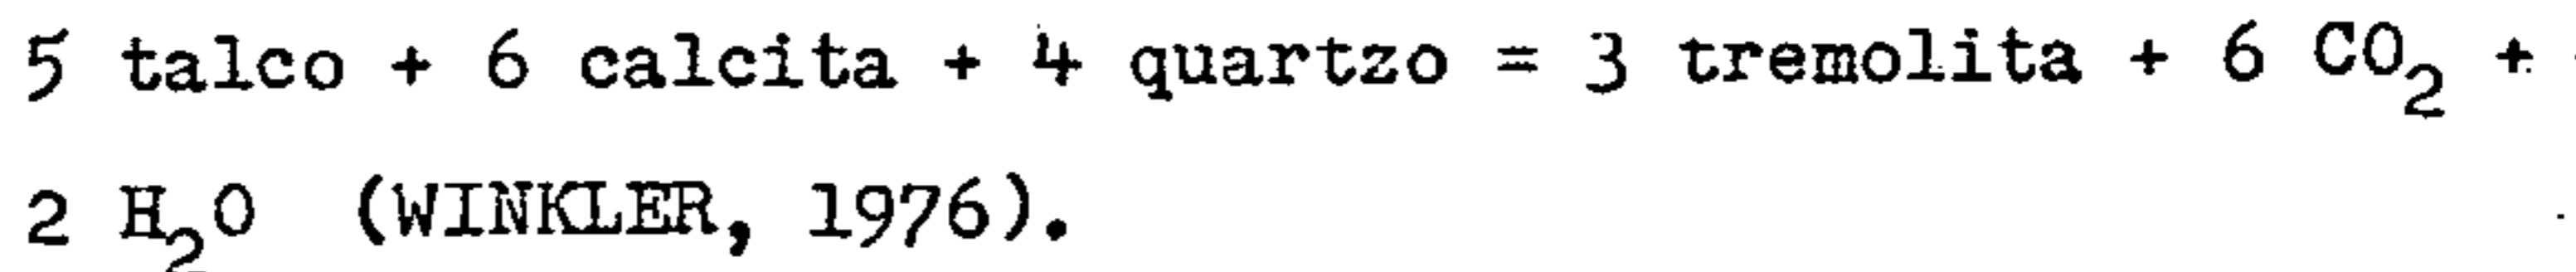 5 talco + 6 calcita + 4 quartzo = 3 tremolita + 6 CO₂ +
2 H₂O (WINKLER, 1976).